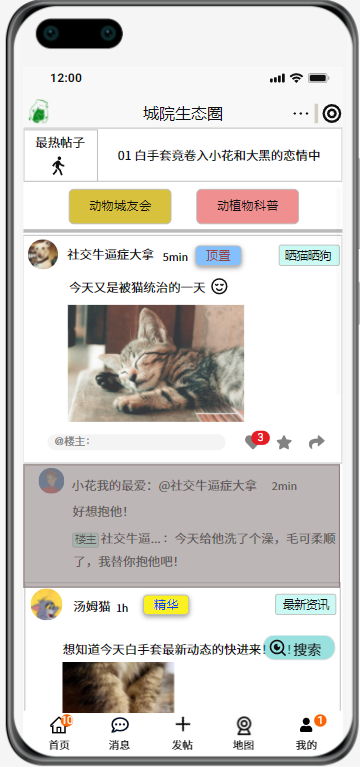 12:00
城院生态圈
最热帖子
01 白手套竟卷入小花和大黑的恋情中
动物城友会
动植物科普
社交牛逼症大拿 5min 顶置 晒猫晒狗
今天又是被猫统治的一天
@楼主:
3
小花我的最爱：@社交牛逼症大拿 2min
好想抱他！
楼主 社交牛逼...：今天给他洗了个澡，毛可柔顺
了，我替你抱他吧！
汤姆猫 1h 精华 最新资讯
想知道今天白手套最新动态的快进来！！
搜索
10
1
首页 消息 发帖 地图 我的